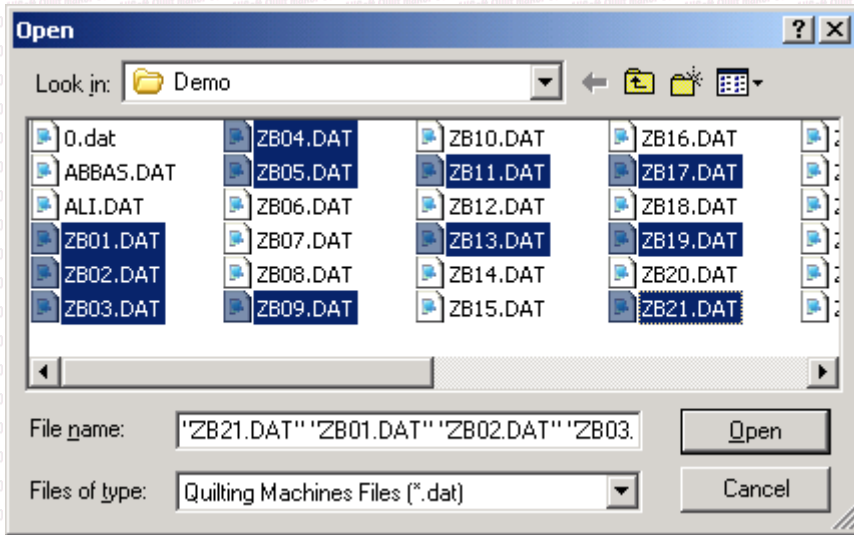 Open
Look in: Demo
0.dat ZB04.DAT ZB10.DAT ZB16.DAT
ABBAS.DAT ZB05.DAT ZB11.DAT ZB17.DAT
ALI.DAT ZB06.DAT ZB12.DAT ZB18.DAT
ZB01.DAT ZB07.DAT ZB13.DAT ZB19.DAT
ZB02.DAT ZB08.DAT ZB14.DAT ZB20.DAT
ZB03.DAT ZB09.DAT ZB15.DAT ZB21.DAT
File name: "ZB21.DAT" "ZB01.DAT" "ZB02.DAT" "ZB03. Open
Files of type: Quilting Machines Files (*.dat) Cancel